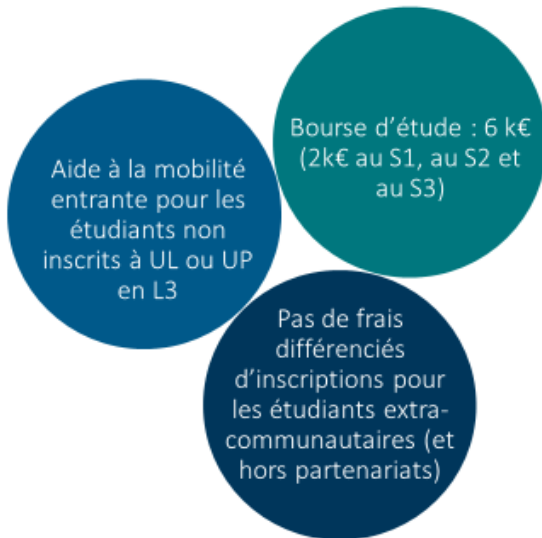 Aide à la mobilité
entrante pour les
étudiants non
inscrits à UL ou UP
en L3
Bourse d'étude : 6 k€
(2k€ au S1, au S2 et
au S3)
Pas de frais
différenciés
d'inscriptions pour
les étudiants extra-
communautaires (et
hors partenariats)